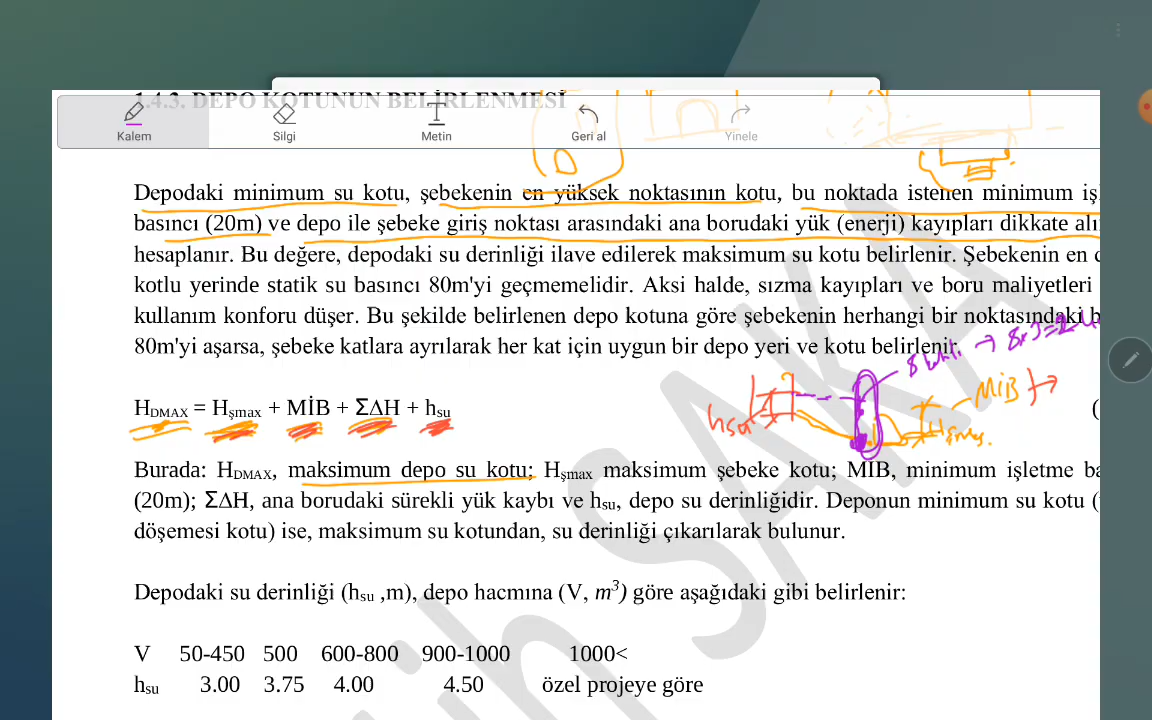 1.4.3. DEPO KOTUNUN BELİRLENMESİ
Kalem
Silgi
Metin
Geri al
Yinele
Depodaki minimum su kotu, şebekenin en yüksek noktasının kotu, bu noktada istenen minimum iş
basıncı (20m) ve depo ile şebeke giriş noktası arasındaki ana borudaki yük (enerji) kayıpları dikkate alı
hesaplanır. Bu değere, depodaki su derinliği ilave edilerek maksimum su kotu belirlenir. Şebekenin en
kotlu yerinde statik su basıncı 80m'yi geçmemelidir. Aksi halde, sızma kayıpları ve boru maliyetleri
kullanım konforu düşer. Bu şekilde belirlenen depo kotuna göre şebekenin herhangi bir noktasındaki b
80m'yi aşarsa, şebeke katlara ayrılarak her kat için uygun bir depo yeri ve kotu belirlenir.
8 katlı → 8x3=24
MİB
hsu
Hşmax.
HDMAX = Hşmax + MİB + ΣΔH + hsu
(
Burada: HDMAX, maksimum depo su kotu; Hşmax maksimum şebeke kotu; MİB, minimum işletme ba
(20m); ΣΔH, ana borudaki sürekli yük kaybı ve hsu, depo su derinliğidir. Deponun minimum su kotu (
döşemesi kotu) ise, maksimum su kotundan, su derinliği çıkarılarak bulunur.
Depodaki su derinliği (hsu ,m), depo hacmına (V, m³) göre aşağıdaki gibi belirlenir:
V 50-450 500 600-800 900-1000 1000<
hsu 3.00 3.75 4.00 4.50 özel projeye göre
SAKA